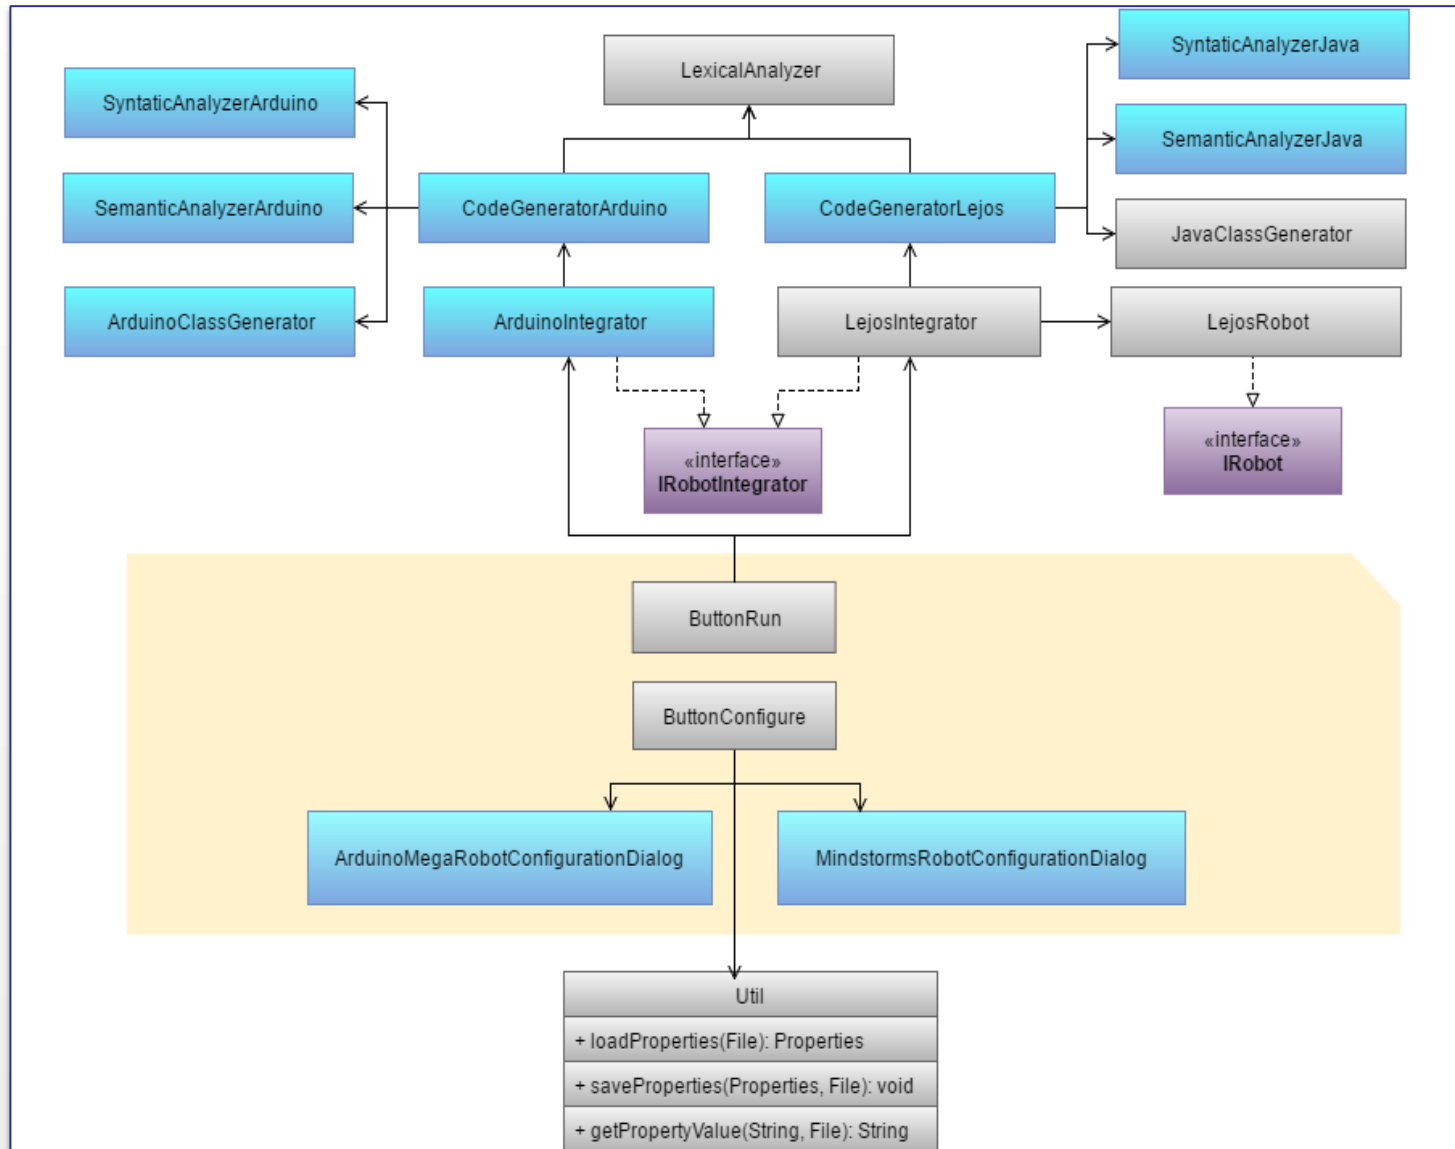 LexicalAnalyzer
SyntaticAnalyzerJava
SyntaticAnalyzerArduino
SemanticAnalyzerJava
SemanticAnalyzerArduino
CodeGeneratorArduino
CodeGeneratorLejos
JavaClassGenerator
ArduinoClassGenerator
ArduinoIntegrator
LejosIntegrator
LejosRobot
«interface»
IRobotIntegrator
«interface»
IRobot
ButtonRun
ButtonConfigure
ArduinoMegaRobotConfigurationDialog
MindstormsRobotConfigurationDialog
Util
+ loadProperties(File): Properties
+ saveProperties(Properties, File): void
+ getPropertyValue(String, File): String